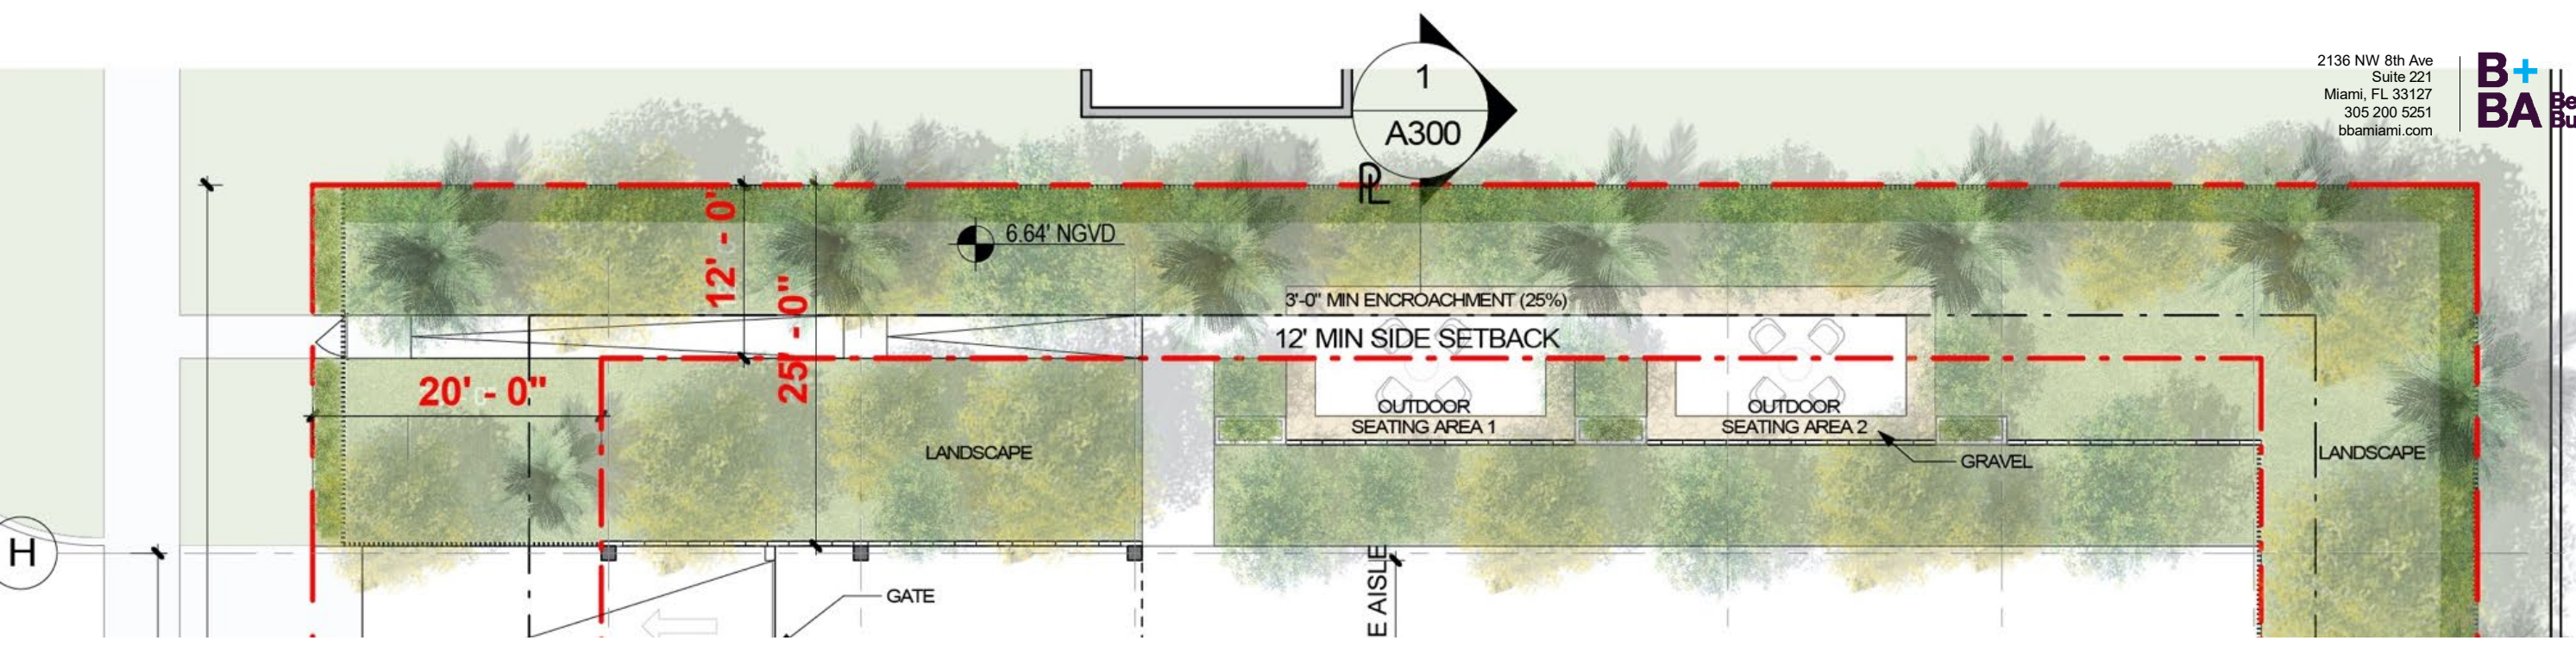 1
A300
2136 NW 8th Ave
Suite 221
Miami, FL 33127
305 200 5251
bbamiami.com
B+
BA
Be
Bu
PL
12' - 0"
6.64' NGVD
25' - 0"
3'-0" MIN ENCROACHMENT (25%)
12' MIN SIDE SETBACK
20' - 0"
OUTDOOR
SEATING AREA 1
OUTDOOR
SEATING AREA 2
LANDSCAPE
LANDSCAPE
GRAVEL
H
GATE
E AISLE